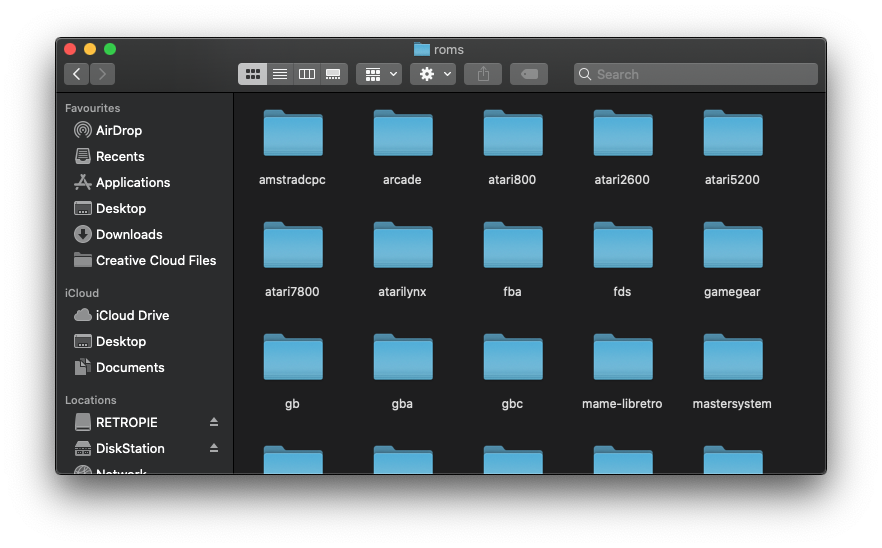 roms
Search
Favourites
AirDrop
Recents
Applications
Desktop
Downloads
Creative Cloud Files
iCloud
iCloud Drive
Desktop
Documents
Locations
RETROPIE
DiskStation
Network
amstradcpc
arcade
atari800
atari2600
atari5200
atari7800
atarilynx
fba
fds
gamegear
gb
gba
gbc
mame-libretro
mastersystem